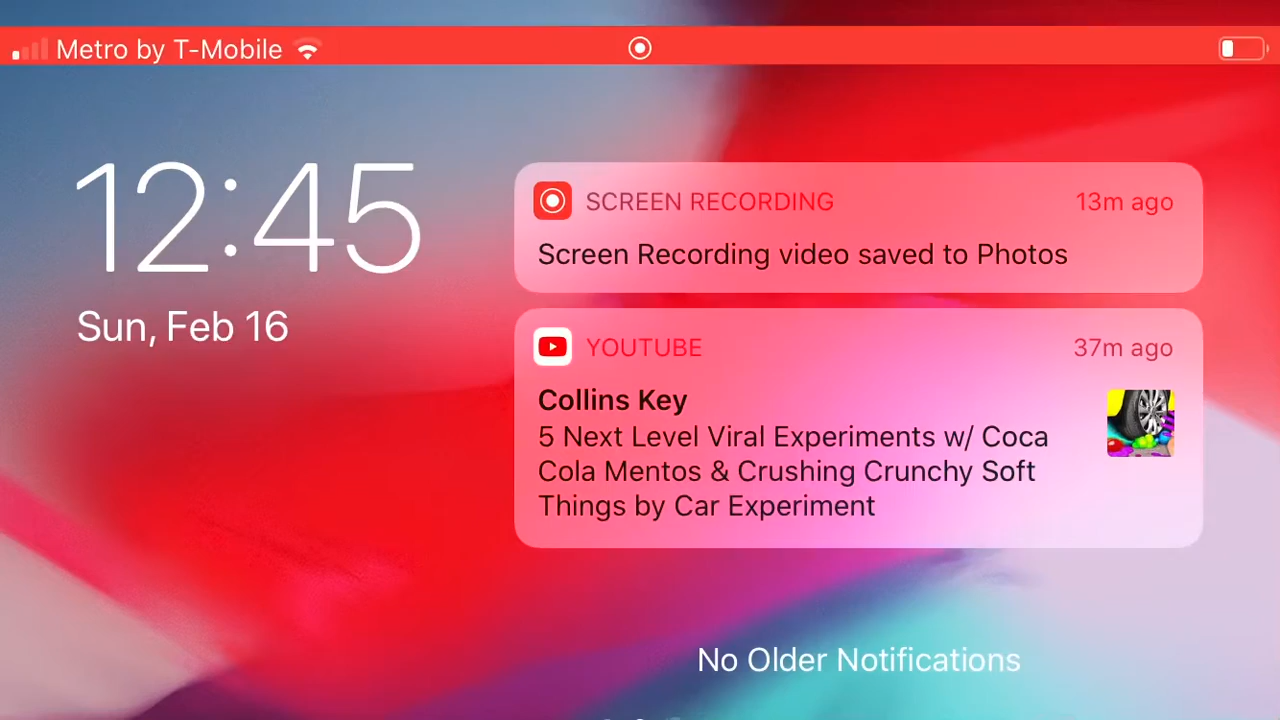 Metro by T-Mobile
12:45
Sun, Feb 16
SCREEN RECORDING 13m ago
Screen Recording video saved to Photos
YOUTUBE 37m ago
Collins Key
5 Next Level Viral Experiments w/ Coca
Cola Mentos & Crushing Crunchy Soft
Things by Car Experiment
No Older Notifications